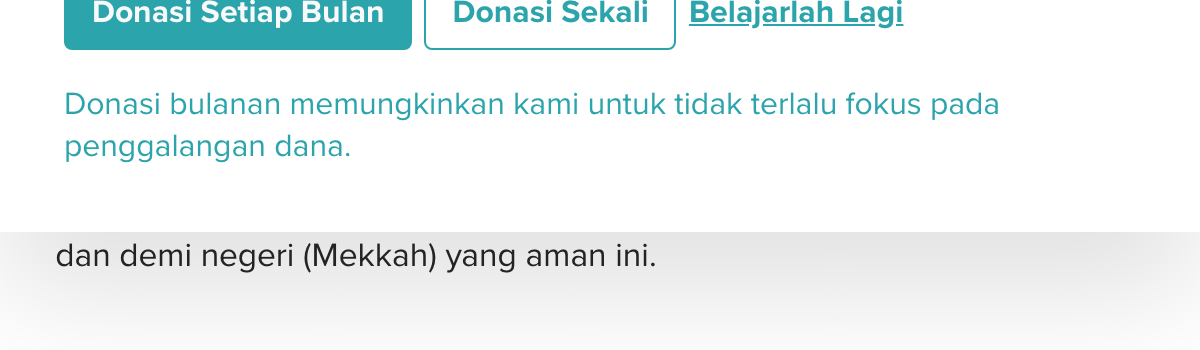 Donasi Setiap Bulan Donasi Sekali Belajarlah Lagi
Donasi bulanan memungkinkan kami untuk tidak terlalu fokus pada
penggalangan dana.
dan demi negeri (Mekkah) yang aman ini.